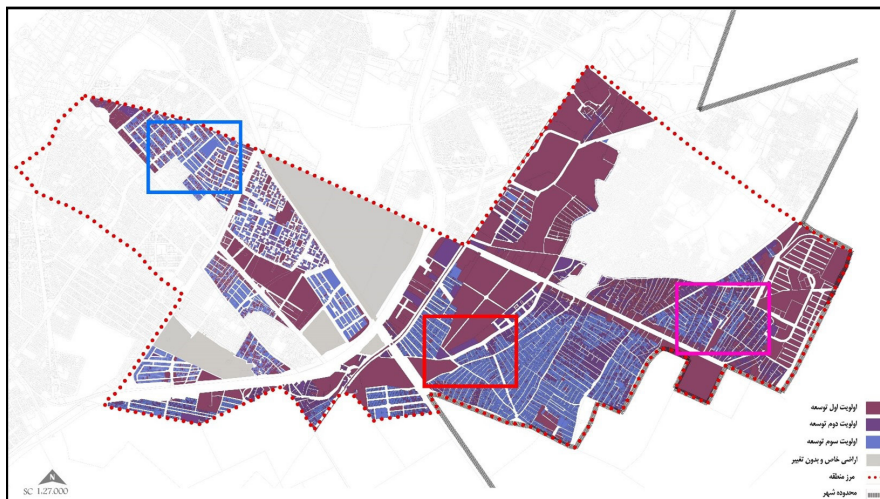 اولویت اول توسعه
اولویت دوم توسعه
اولویت سوم توسعه
اراضی خاص و بدون تغییر
مرز منطقه
محدوده شهر
N
SC 1:27.000